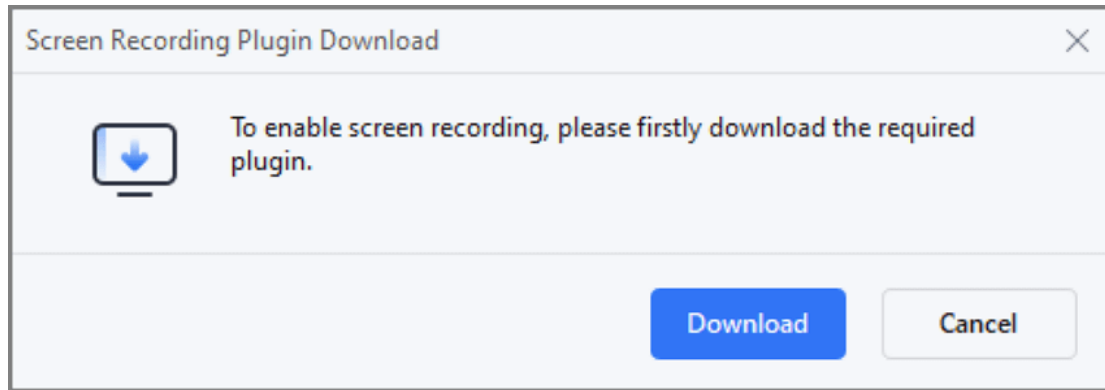 Screen Recording Plugin Download
To enable screen recording, please firstly download the required
plugin.
Download
Cancel